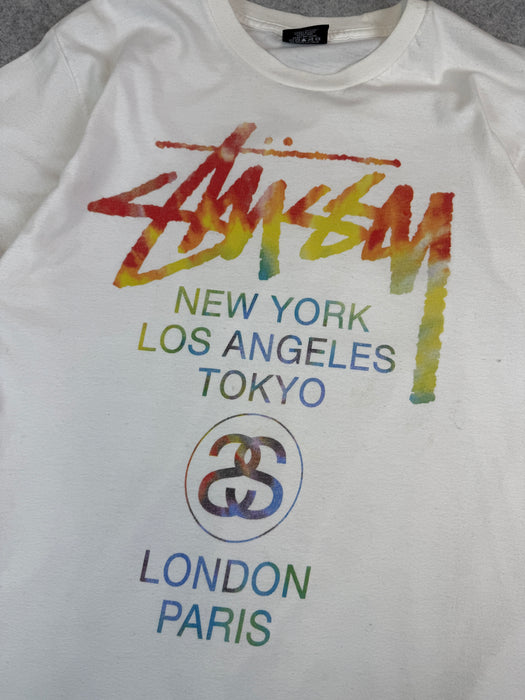 Stüssy
NEW YORK
LOS ANGELES
TOKYO
SS
LONDON
PARIS